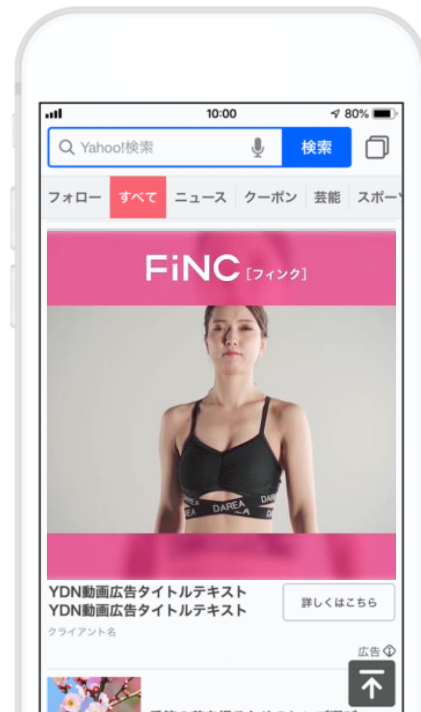 10:00
80%
Yahoo!検索
検索
フォロー すべて ニュース クーポン 芸能 スポー
FiNC [フィンク]
DAREA DAREA
YDN動画広告タイトルテキスト
YDN動画広告タイトルテキスト
詳しくはこちら
クライアント名
広告